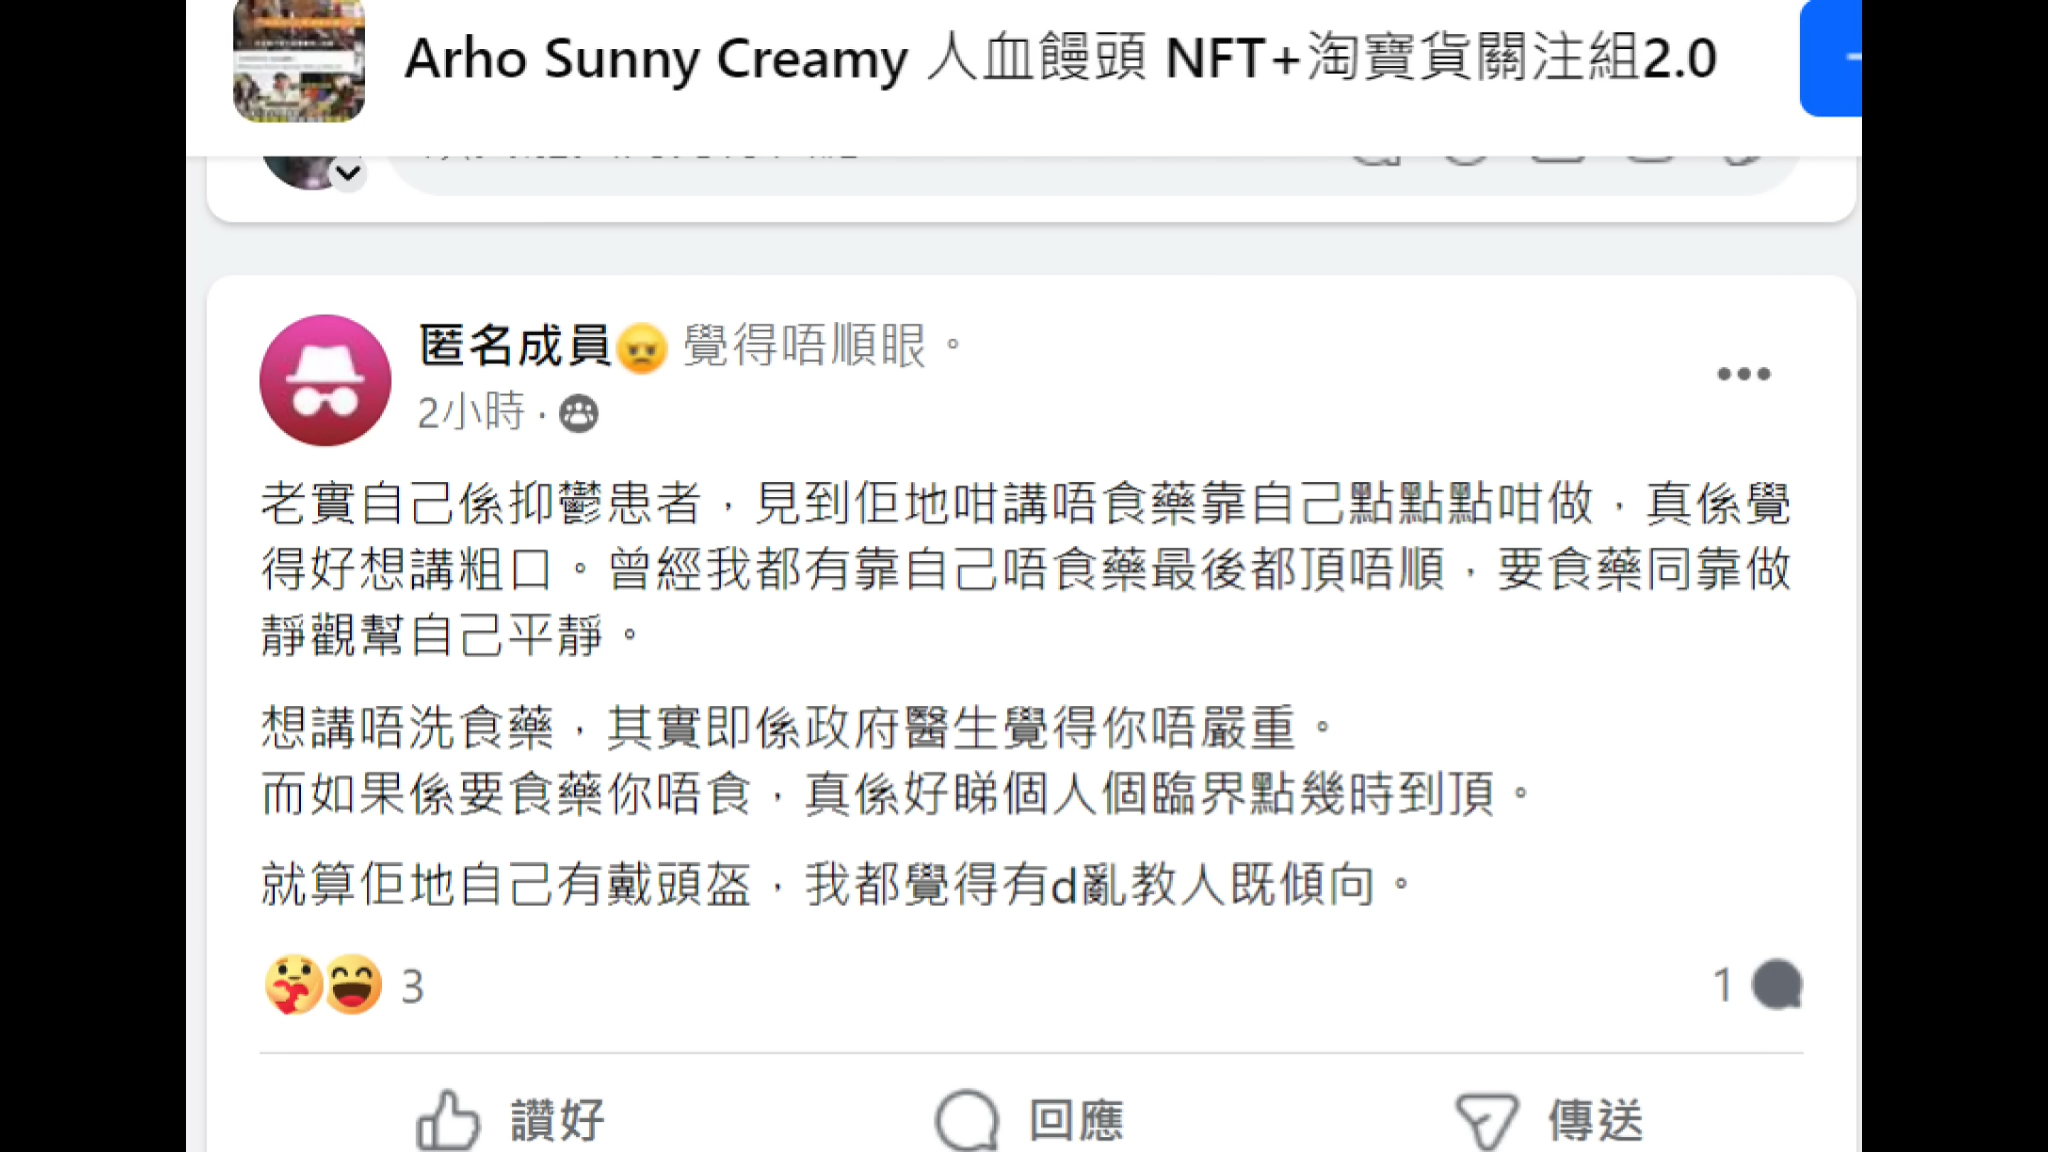 Arho Sunny Creamy 人血饅頭 NFT+淘寶貨關注組2.0
匿名成員 覺得唔順眼。
2小時 ·
老實自己係抑鬱患者，見到佢地咁講唔食藥靠自己點點點咁做，真係覺
得好想講粗口。曾經我都有靠自己唔食藥最後都頂唔順，要食藥同靠做
靜觀幫自己平靜。
想講唔洗食藥，其實即係政府醫生覺得你唔嚴重。
而如果係要食藥你唔食，真係好睇個人個臨界點幾時到頂。
就算佢地自己有戴頭盔，我都覺得有d亂教人既傾向。
3
1
讚好
回應
傳送